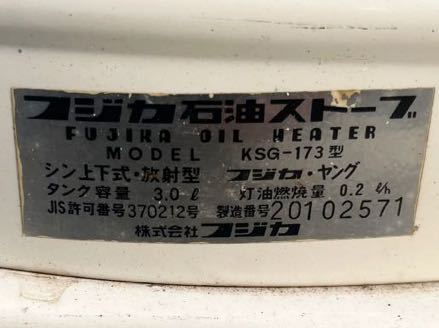 フジカ石油ストーブ
FUJIKA OIL HEATER
MODEL KSG-173型
シン上下式・放射型 フジカ・ヤング
タンク容量 3.0ℓ 灯油燃焼量 0.2ℓ/h
JIS許可番号370212号 製造番号20102571
株式会社フジカ